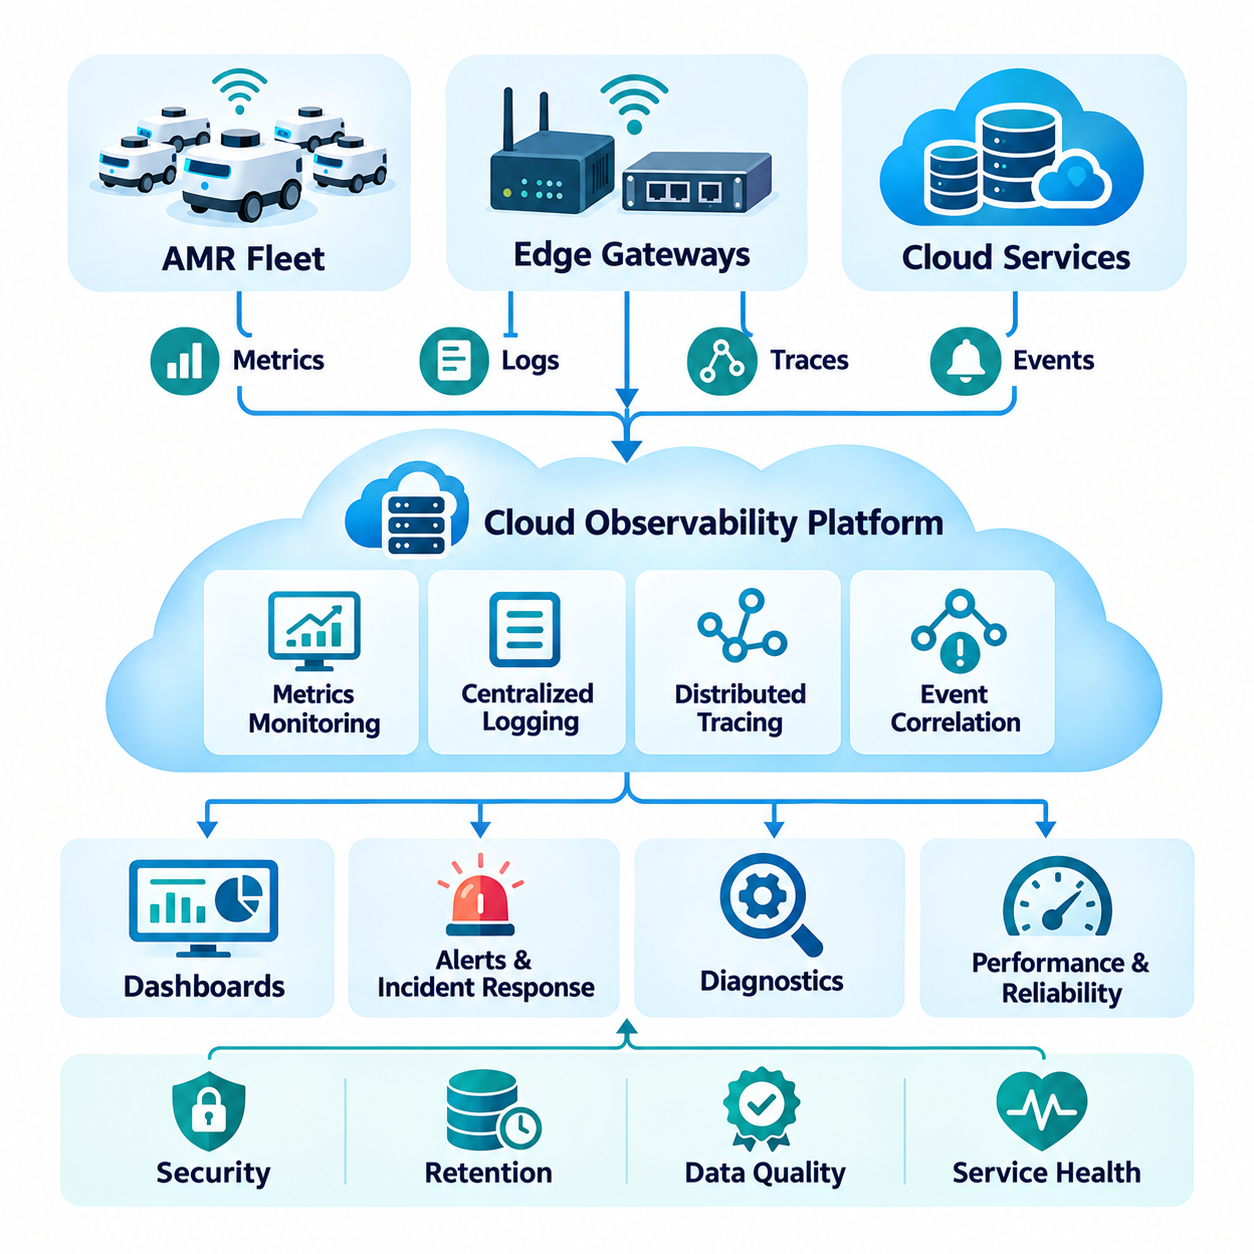 AMR Fleet
Edge Gateways
Cloud Services
Metrics
Logs
Traces
Events
Cloud Observability Platform
Metrics
Monitoring
Centralized
Logging
Distributed
Tracing
Event
Correlation
Dashboards
Alerts &
Incident Response
Diagnostics
Performance &
Reliability
Security
Retention
Data Quality
Service Health